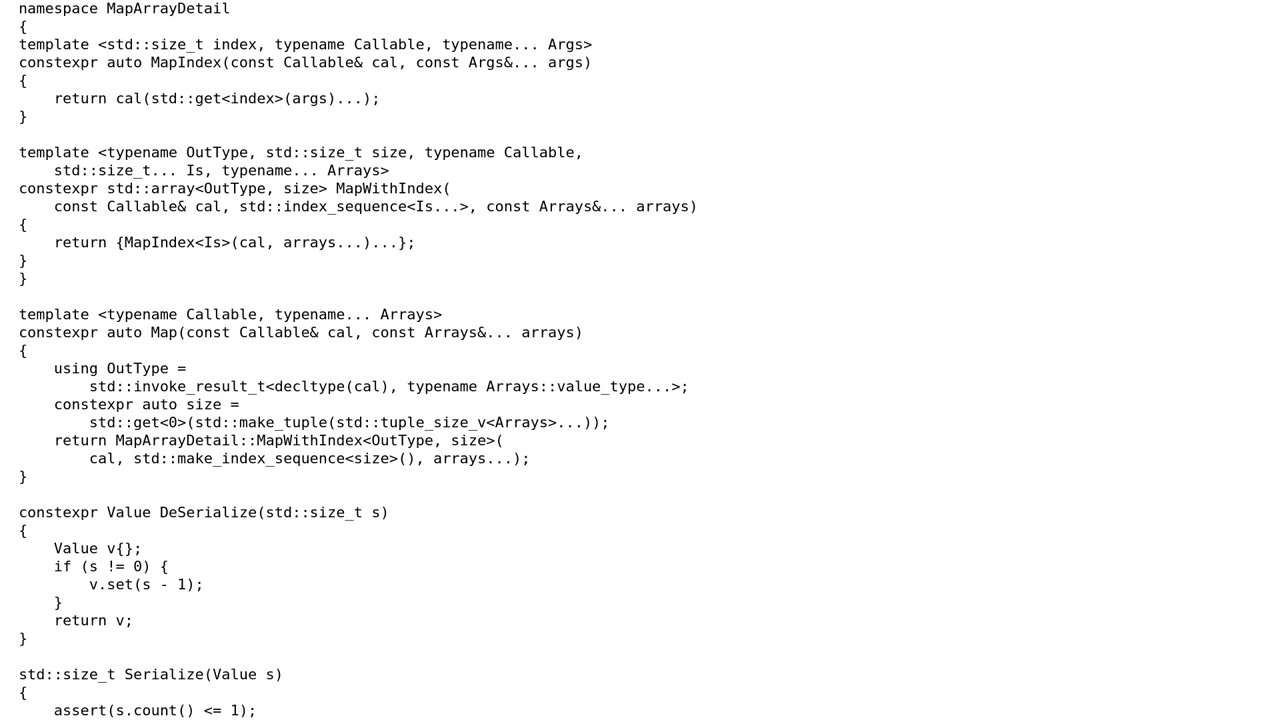 namespace MapArrayDetail
{
template <std::size_t index, typename Callable, typename... Args>
constexpr auto MapIndex(const Callable& cal, const Args&... args)
{
    return cal(std::get<index>(args)...);
}

template <typename OutType, std::size_t size, typename Callable,
    std::size_t... Is, typename... Arrays>
constexpr std::array<OutType, size> MapWithIndex(
    const Callable& cal, std::index_sequence<Is...>, const Arrays&... arrays)
{
    return {MapIndex<Is>(cal, arrays...)...};
}
}

template <typename Callable, typename... Arrays>
constexpr auto Map(const Callable& cal, const Arrays&... arrays)
{
    using OutType =
        std::invoke_result_t<decltype(cal), typename Arrays::value_type...>;
    constexpr auto size =
        std::get<0>(std::make_tuple(std::tuple_size_v<Arrays>...));
    return MapArrayDetail::MapWithIndex<OutType, size>(
        cal, std::make_index_sequence<size>(), arrays...);
}

constexpr Value DeSerialize(std::size_t s)
{
    Value v{};
    if (s != 0) {
        v.set(s - 1);
    }
    return v;
}

std::size_t Serialize(Value s)
{
    assert(s.count() <= 1);